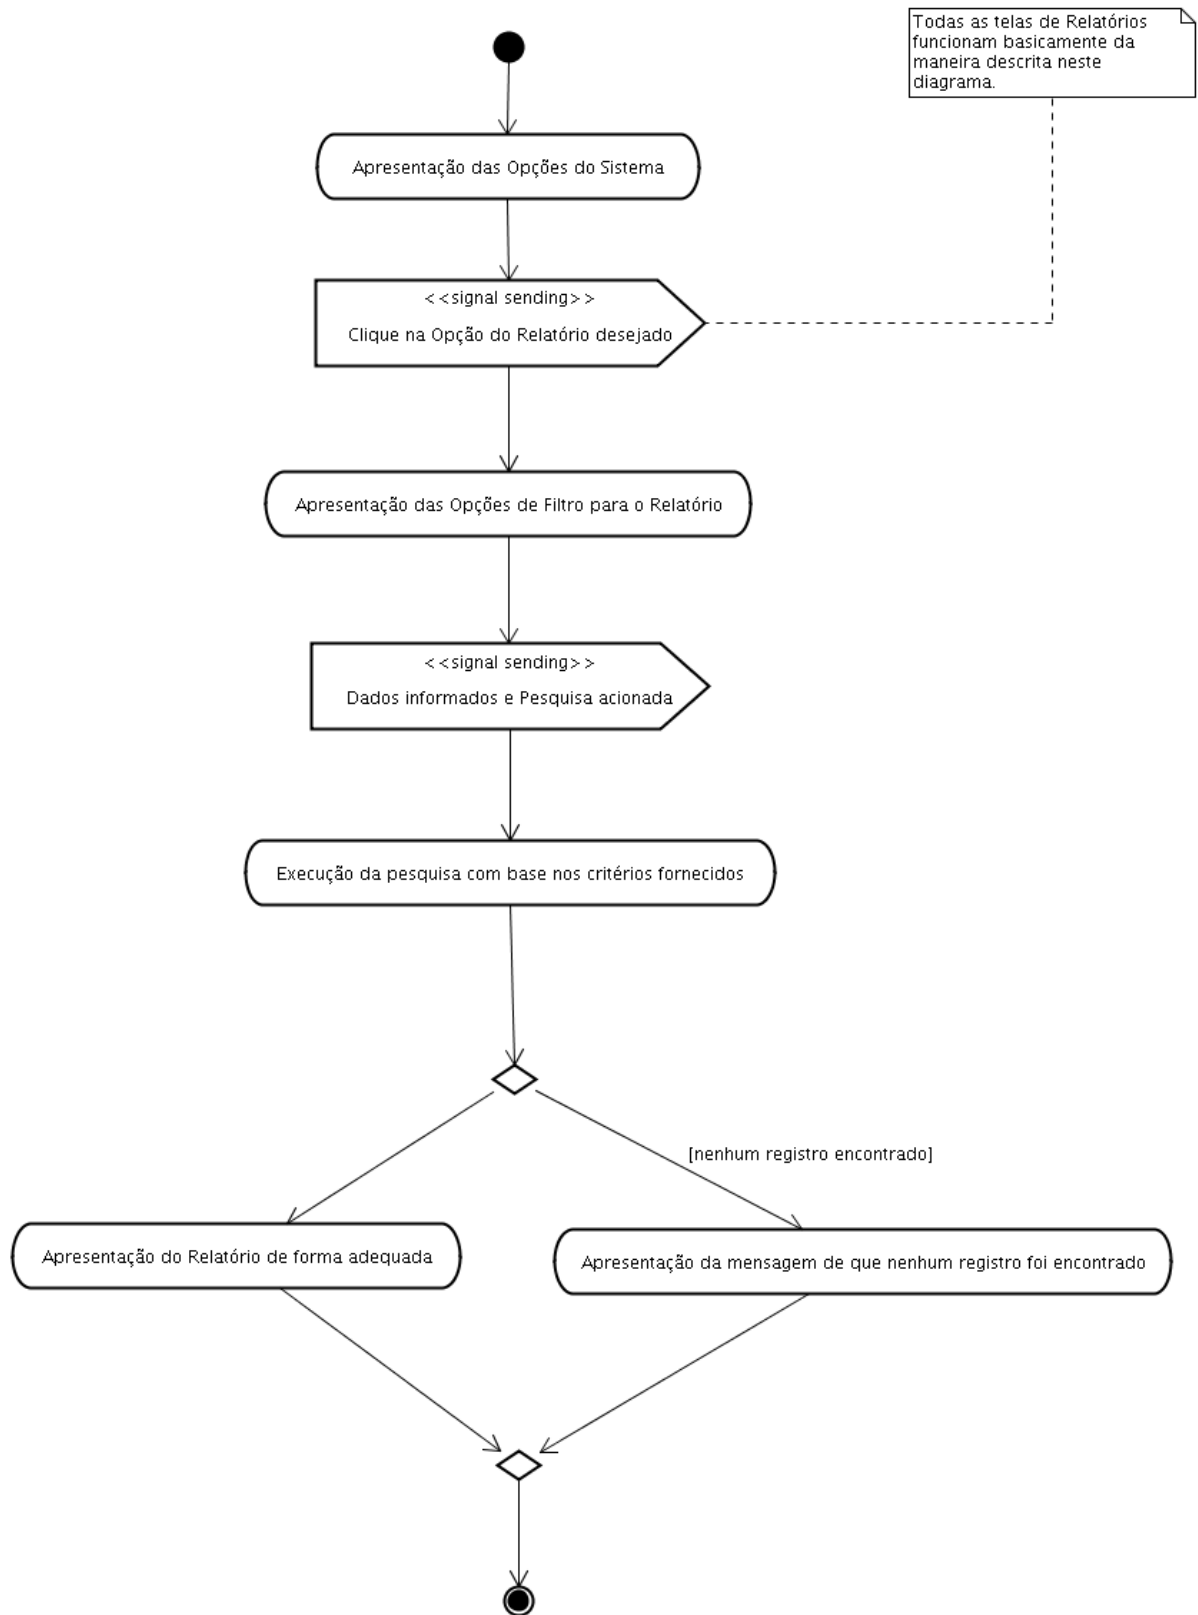 Todas as telas de Relatórios
funcionam basicamente da
maneira descrita neste
diagrama.
Apresentação das Opções do Sistema
<<signal sending>>
Clique na Opção do Relatório desejado
Apresentação das Opções de Filtro para o Relatório
<<signal sending>>
Dados informados e Pesquisa acionada
Execução da pesquisa com base nos critérios fornecidos
[nenhum registro encontrado]
Apresentação do Relatório de forma adequada
Apresentação da mensagem de que nenhum registro foi encontrado